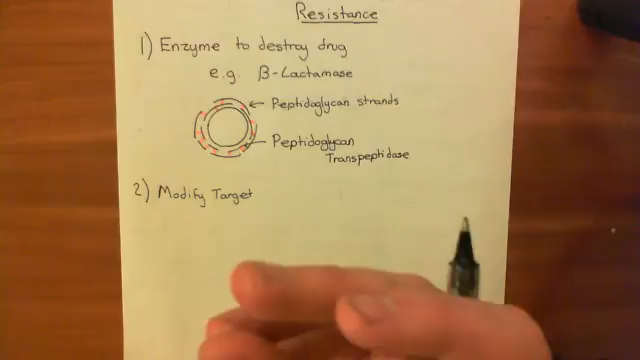 Resistance
1) Enzyme to destroy drug
e.g. β-Lactamase
Peptidoglycan strands
Peptidoglycan
Transpeptidase
2) Modify Target